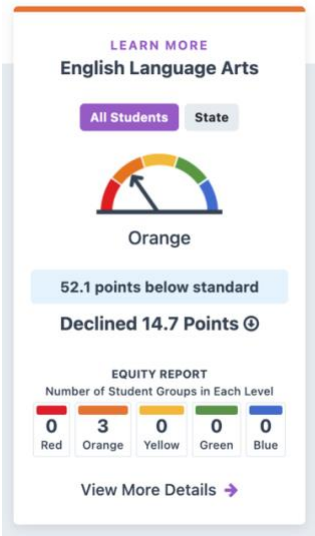 LEARN MORE
English Language Arts
All Students State
Orange
52.1 points below standard
Declined 14.7 Points
EQUITY REPORT
Number of Student Groups in Each Level
0 3 0 0 0
Red Orange Yellow Green Blue
View More Details